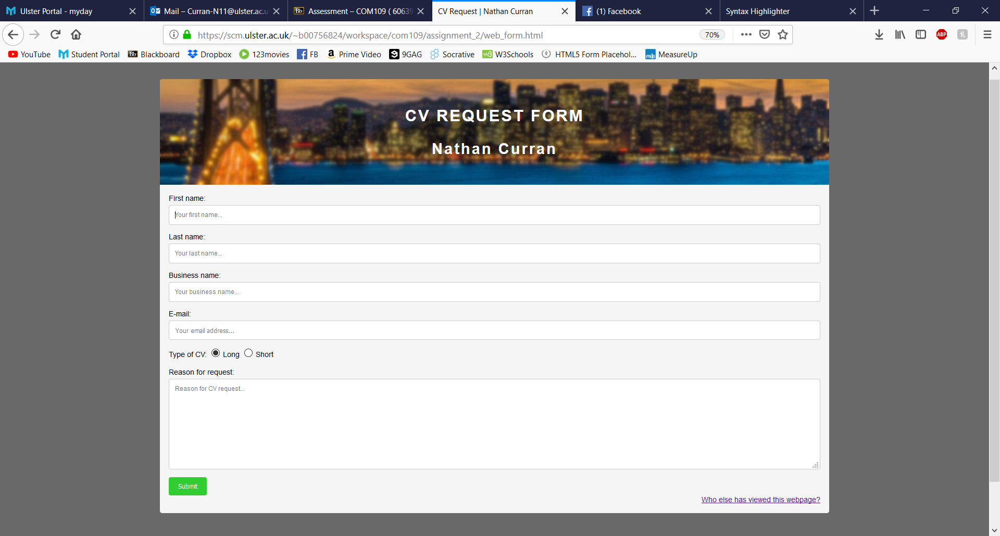 Ulster Portal - myday
Mail – Curran-N11@ulster.ac.u
Assessment – COM109 ( 60639
CV Request | Nathan Curran
(1) Facebook
Syntax Highlighter
https://scm.ulster.ac.uk/~b00756824/workspace/com109/assignment_2/web_form.html
70%
ABP
YouTube
Student Portal
Bb Blackboard
Dropbox
123movies
FB
Prime Video
9GAG
Socrative
W3Schools
HTML5 Form Placehol...
MeasureUp
CV REQUEST FORM
Nathan Curran
First name:
Your first name...
Last name:
Your last name...
Business name:
Your business name...
E-mail:
Your email address...
Type of CV: Long Short
Reason for request:
Reason for CV request...
Submit
Who else has viewed this webpage?